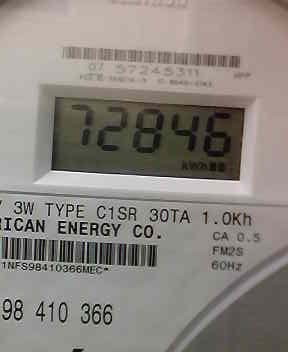 07 57245311
72846
kWh
3W TYPE C1SR 30TA 1.0Kh
RICAN ENERGY CO.
CA 0.5
FM2S
1NFS98410366MEC*
60Hz
98 410 366